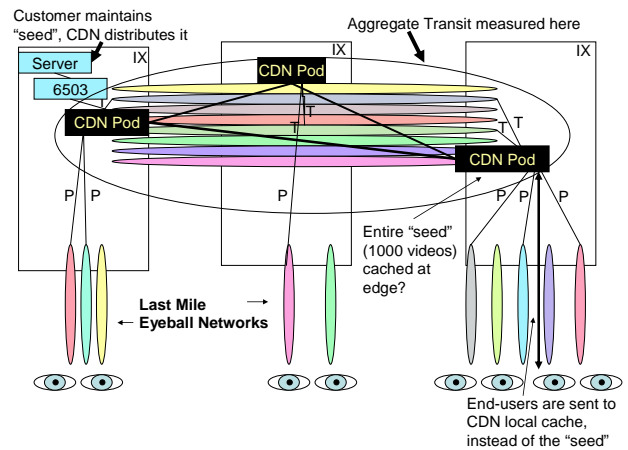 Customer maintains
“seed”, CDN distributes it
Aggregate Transit measured here
IX
IX
IX
Server
6503
CDN Pod
CDN Pod
CDN Pod
T
T
T
T
T
P
P
P
P
P
P
Entire “seed”
(1000 videos)
cached at
edge?
Last Mile
Eyeball Networks
End-users are sent to
CDN local cache,
instead of the “seed”